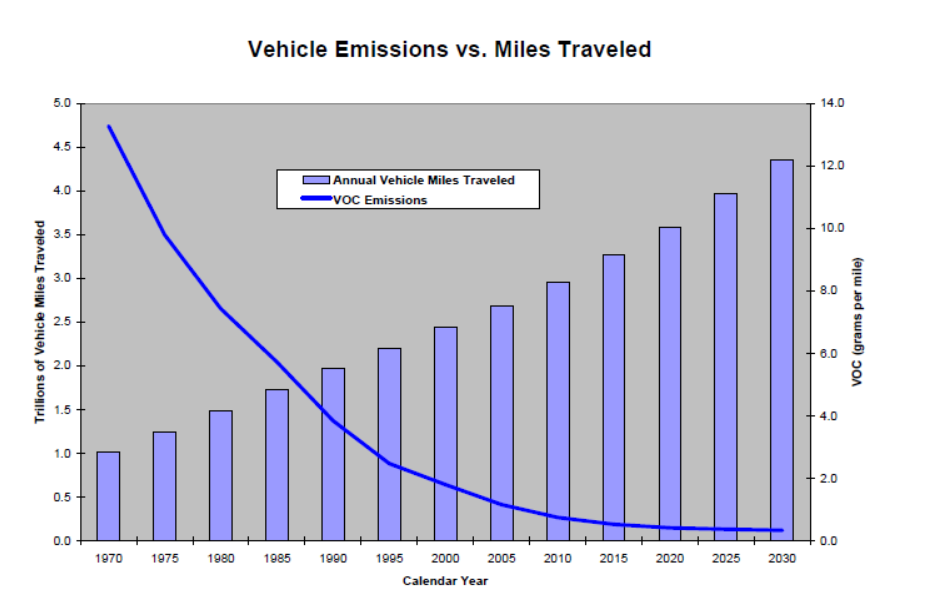 Vehicle Emissions vs. Miles Traveled
5.0
4.5
4.0
3.5
3.0
2.5
2.0
1.5
1.0
0.5
0.0
Trillions of Vehicle Miles Traveled
Annual Vehicle Miles Traveled
VOC Emissions
14.0
12.0
10.0
8.0
6.0
4.0
2.0
0.0
VOC (grams per mile)
1970 1975 1980 1985 1990 1995 2000 2005 2010 2015 2020 2025 2030
Calendar Year